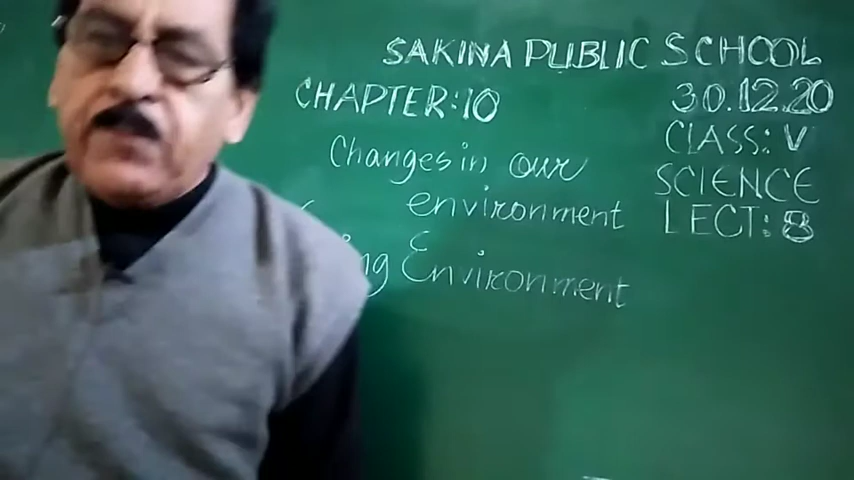 SAKINA PUBLIC SCHOOL
CHAPTER:10
30.12.20
Changes in our
CLASS: V
environment
SCIENCE
LECT: 8
Environment